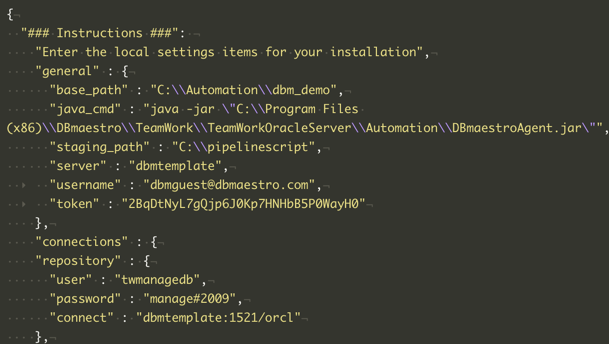 {
"### Instructions ###":
"Enter the local settings items for your installation",
"general" : {
"base_path" : "C:\\Automation\\dbm_demo",
"java_cmd" : "java -jar \"C:\\Program Files
(x86)\\DBmaestro\\TeamWork\\TeamWorkOracleServer\\Automation\\DBmaestroAgent.jar\"",
"staging_path" : "C:\\pipelinescript",
"server" : "dbmtemplate",
"username" : "dbmguest@dbmaestro.com",
"token" : "2BqDtNyL7gQjp6J0Kp7HNHbB5P0WayH0"
},
"connections" : {
"repository" : {
"user" : "twmanagedb",
"password" : "manage#2009",
"connect" : "dbmtemplate:1521/orcl"
},